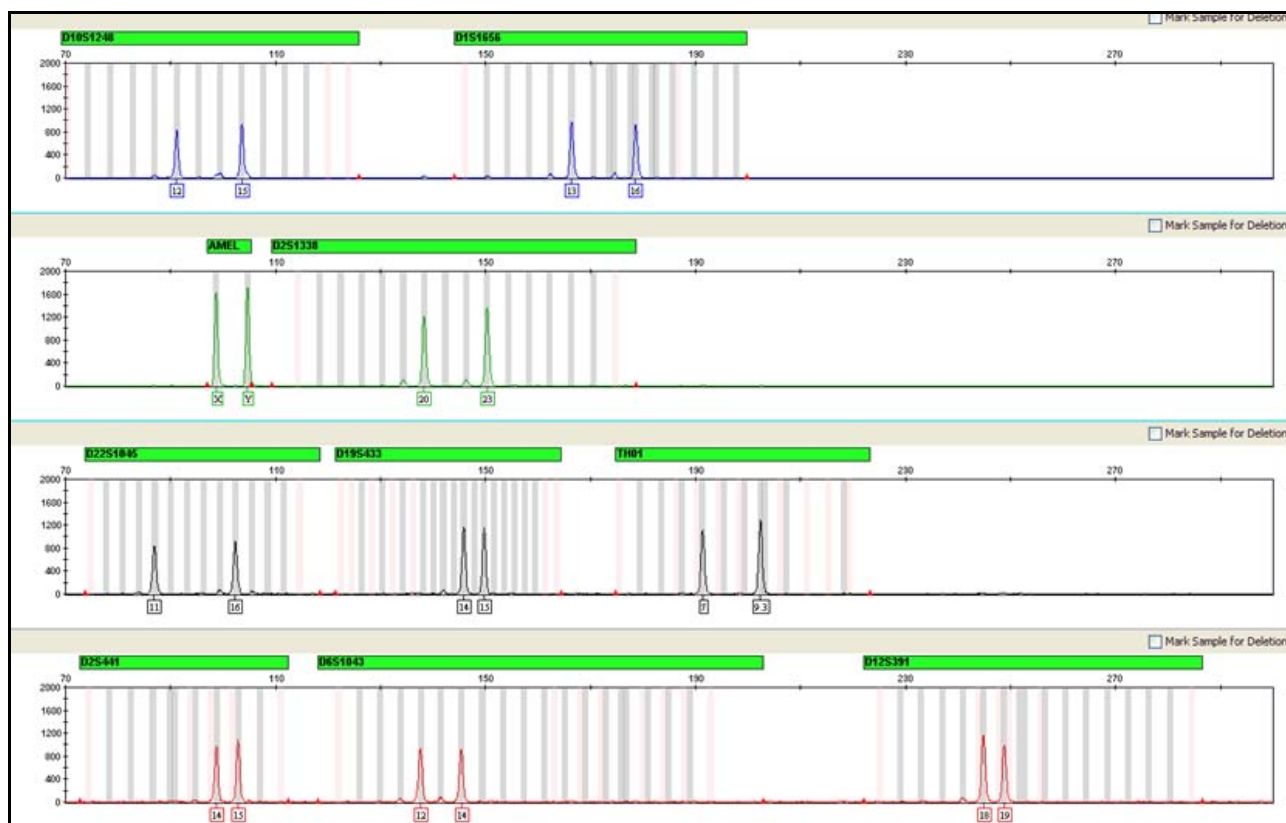 Mark Sample for Deletion
D10S1248 D1S1656
70 110 150 190 230 270
2000
1600
1200
800
400
0
12 15 13 16
Mark Sample for Deletion
AMEL D2S1338
70 110 150 190 230 270
2000
1600
1200
800
400
0
X Y 20 23
Mark Sample for Deletion
D22S1045 D19S433 TH01
70 110 150 190 230 270
2000
1600
1200
800
400
0
11 16 14 15 7 9.3
Mark Sample for Deletion
D2S441 D6S1043 D12S391
70 110 150 190 230 270
2000
1600
1200
800
400
0
14 15 12 14 18 19